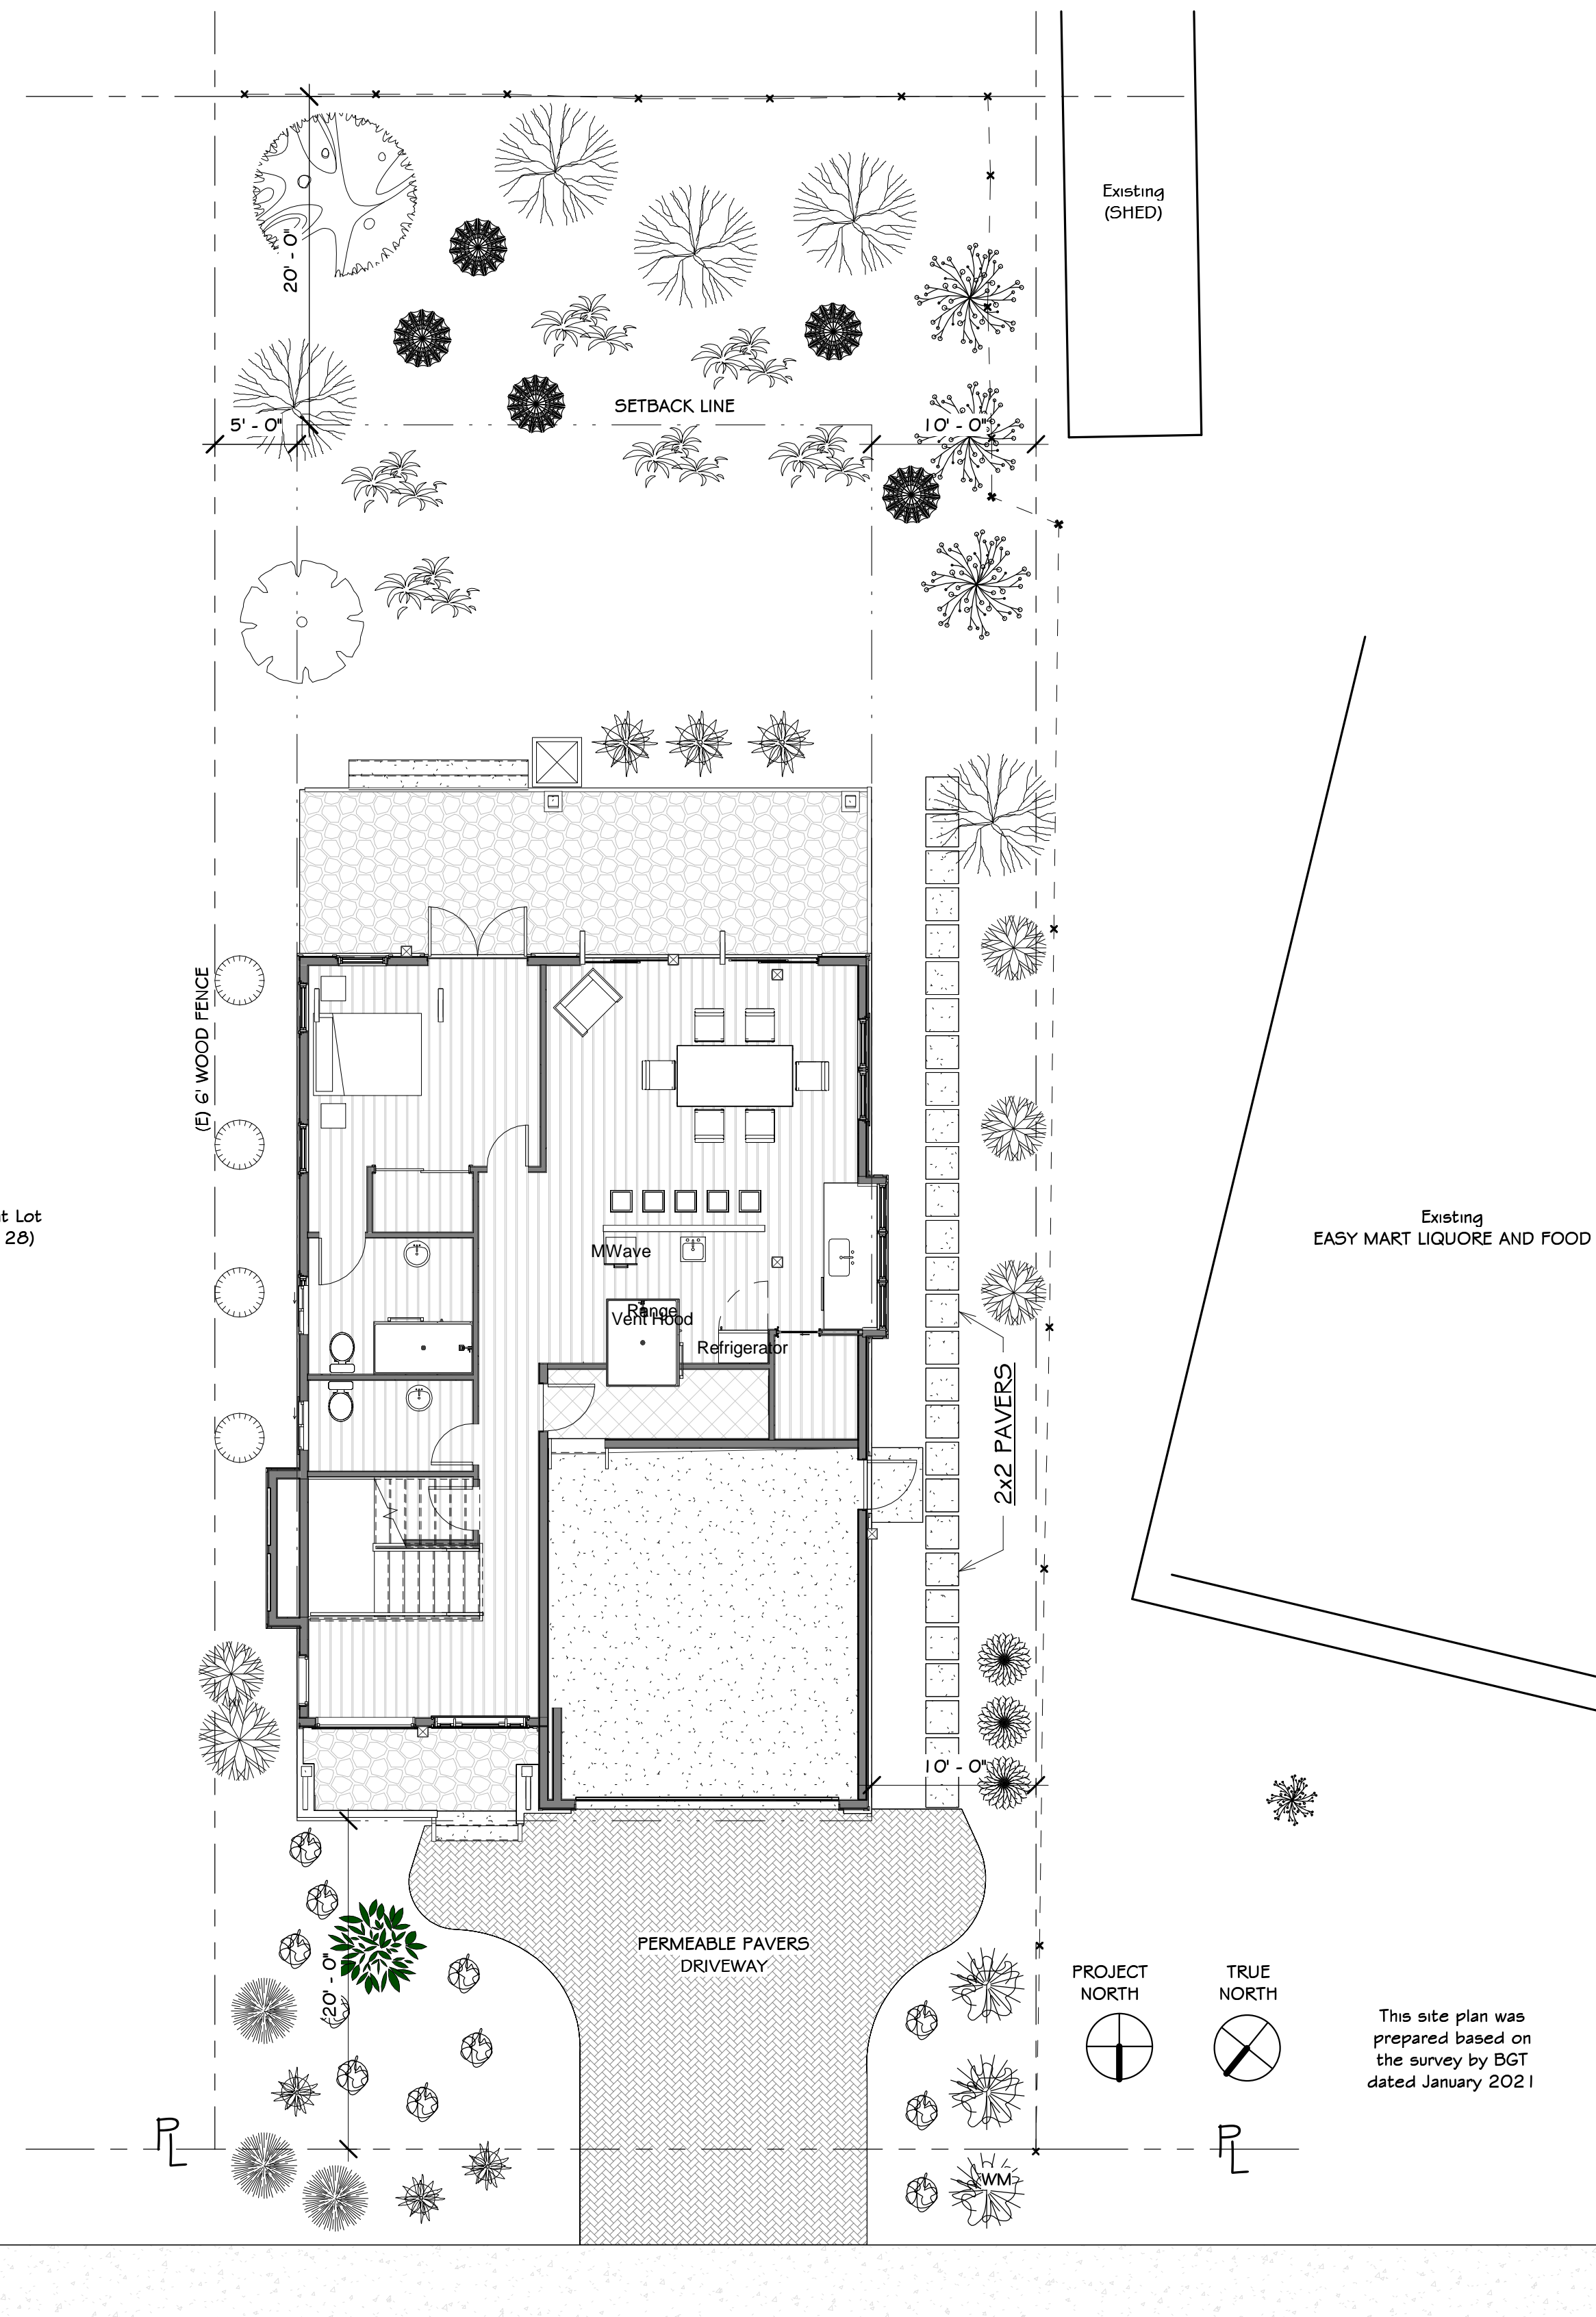 Existing
(SHED)
20' - 0"
SETBACK LINE
5' - 0"
10' - 0"
(E) 6' WOOD FENCE
t Lot
28)
Existing
EASY MART LIQUORE AND FOOD
MWave
Range
Vent Hood
Refrigerator
2x2 PAVERS
10' - 0"
PERMEABLE PAVERS
DRIVEWAY
20' - 0"
PROJECT
NORTH
TRUE
NORTH
This site plan was
prepared based on
the survey by BGT
dated January 2021
PL
PL
WM